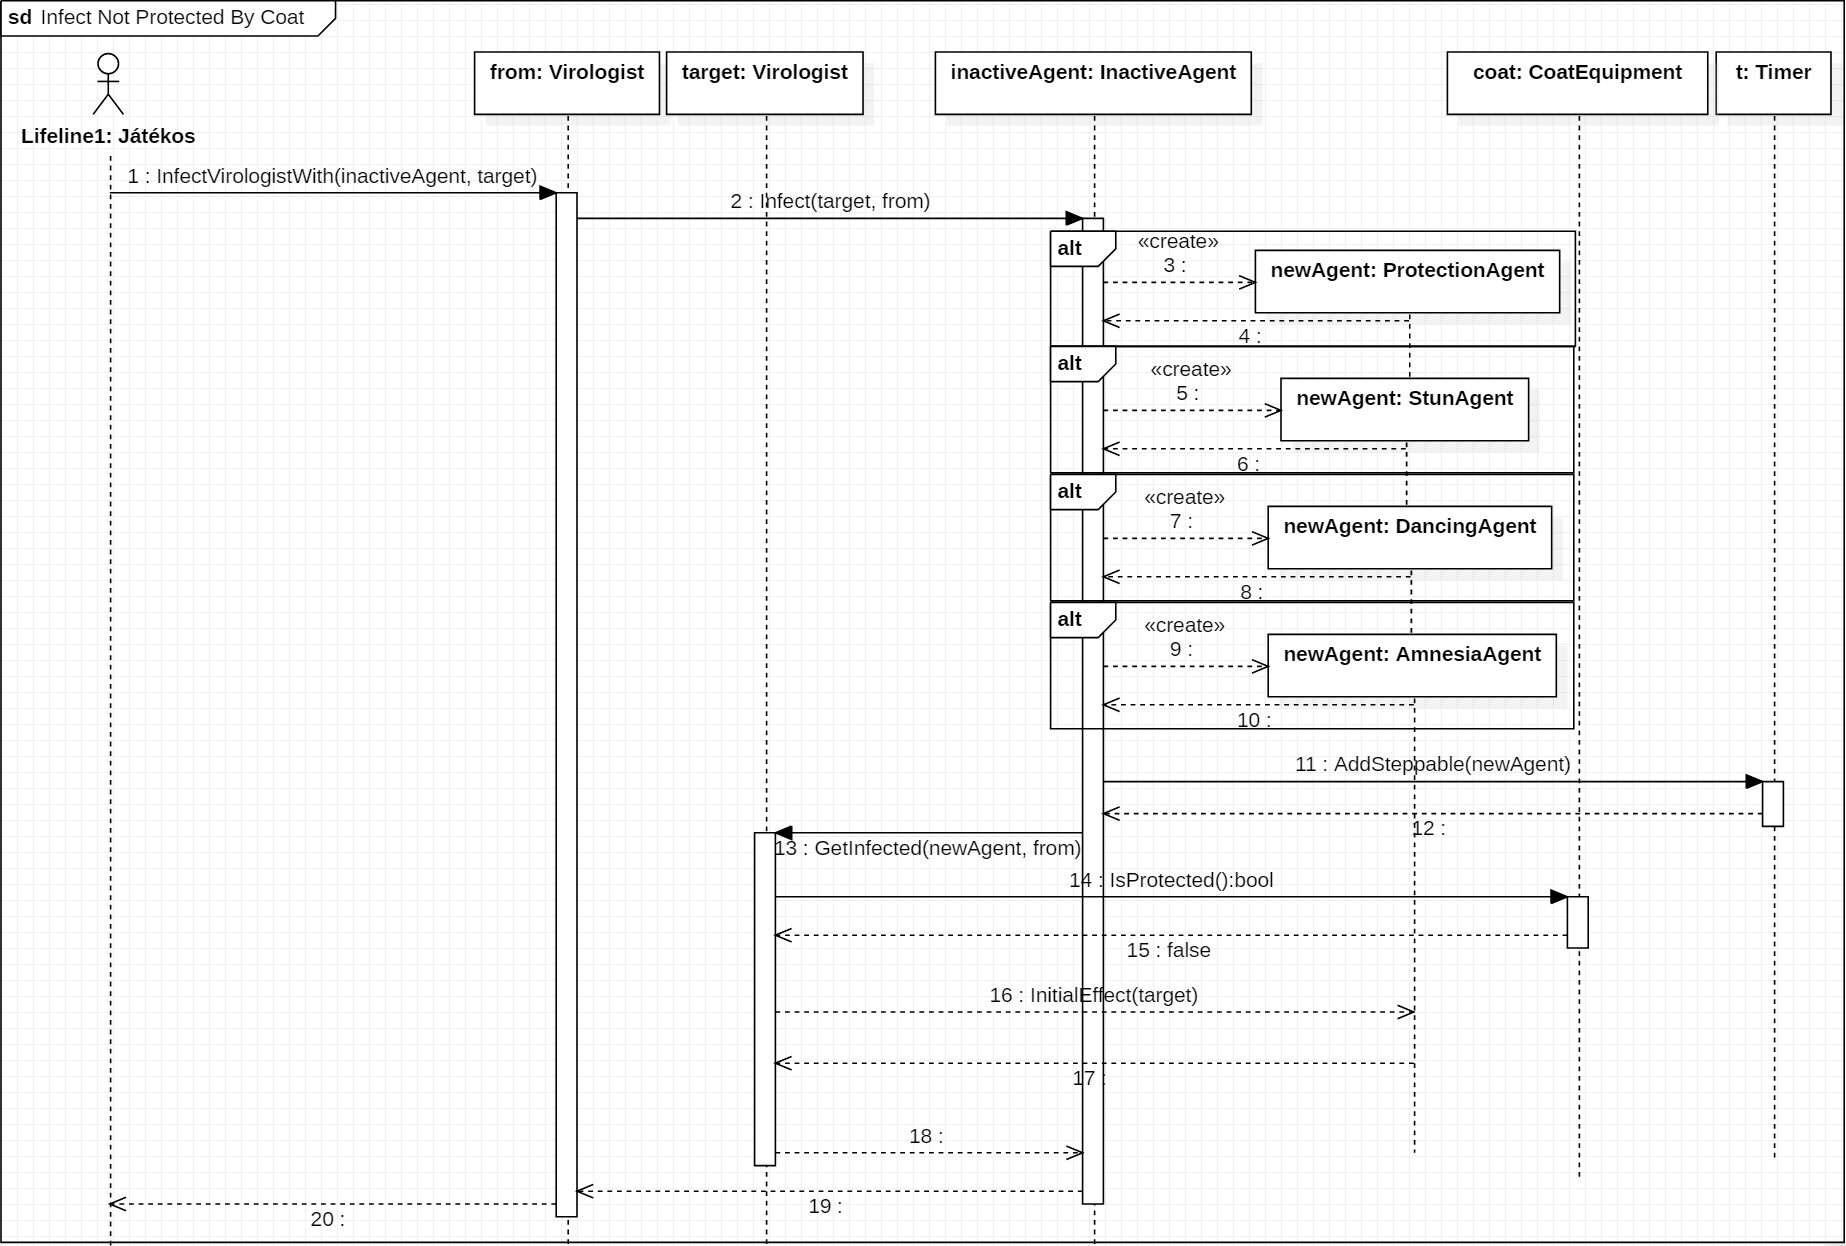 sd Infect Not Protected By Coat
Lifeline1: Játékos
from: Virologist
target: Virologist
inactiveAgent: InactiveAgent
coat: CoatEquipment
t: Timer
1 : InfectVirologistWith(inactiveAgent, target)
2 : Infect(target, from)
alt
«create»
3 :
newAgent: ProtectionAgent
4 :
alt
«create»
5 :
newAgent: StunAgent
6 :
alt
«create»
7 :
newAgent: DancingAgent
8 :
alt
«create»
9 :
newAgent: AmnesiaAgent
10 :
11 : AddSteppable(newAgent)
12 :
13 : GetInfected(newAgent, from)
14 : IsProtected():bool
15 : false
16 : InitialEffect(target)
17 :
18 :
19 :
20 :